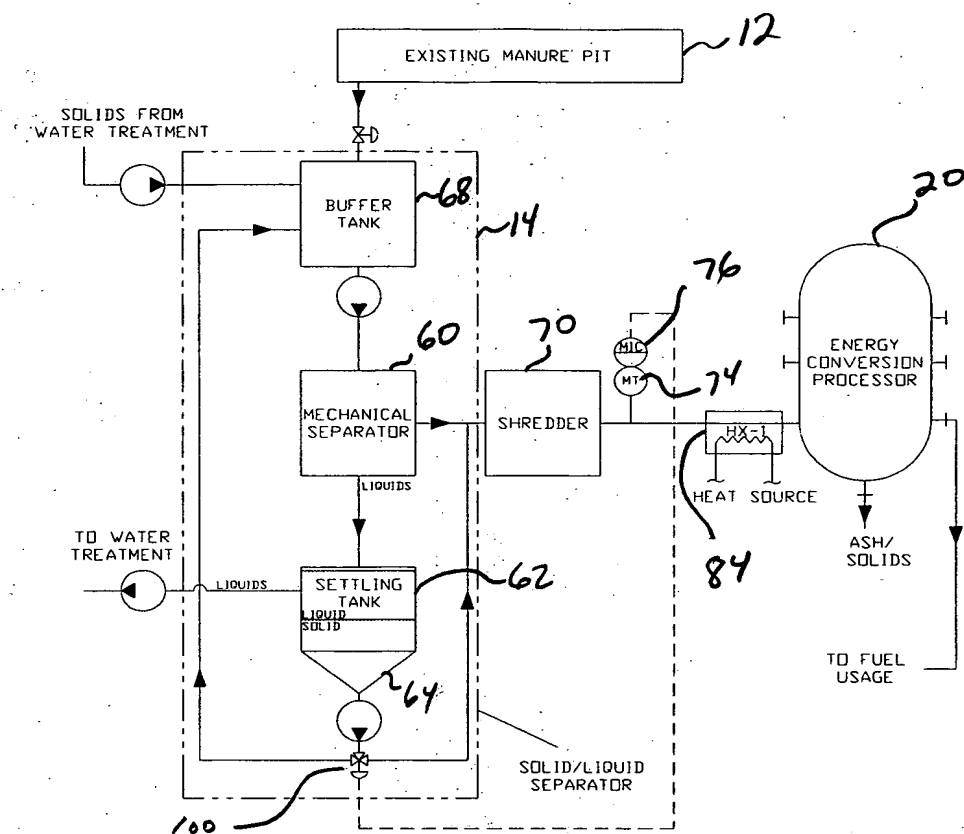 12
EXISTING MANURE PIT
SOLIDS FROM
WATER TREATMENT
BUFFER
TANK
68
14
20
76
60
70
MIC
MT
74
ENERGY
CONVERSION
PROCESSOR
MECHANICAL
SEPARATOR
SHREDDER
HX-1
LIQUIDS
HEAT SOURCE
84
ASH/
SOLIDS
TO WATER
TREATMENT
LIQUIDS
SETTLING
TANK
62
LIQUID
SOLID
64
TO FUEL
USAGE
SOLID/LIQUID
SEPARATOR
100